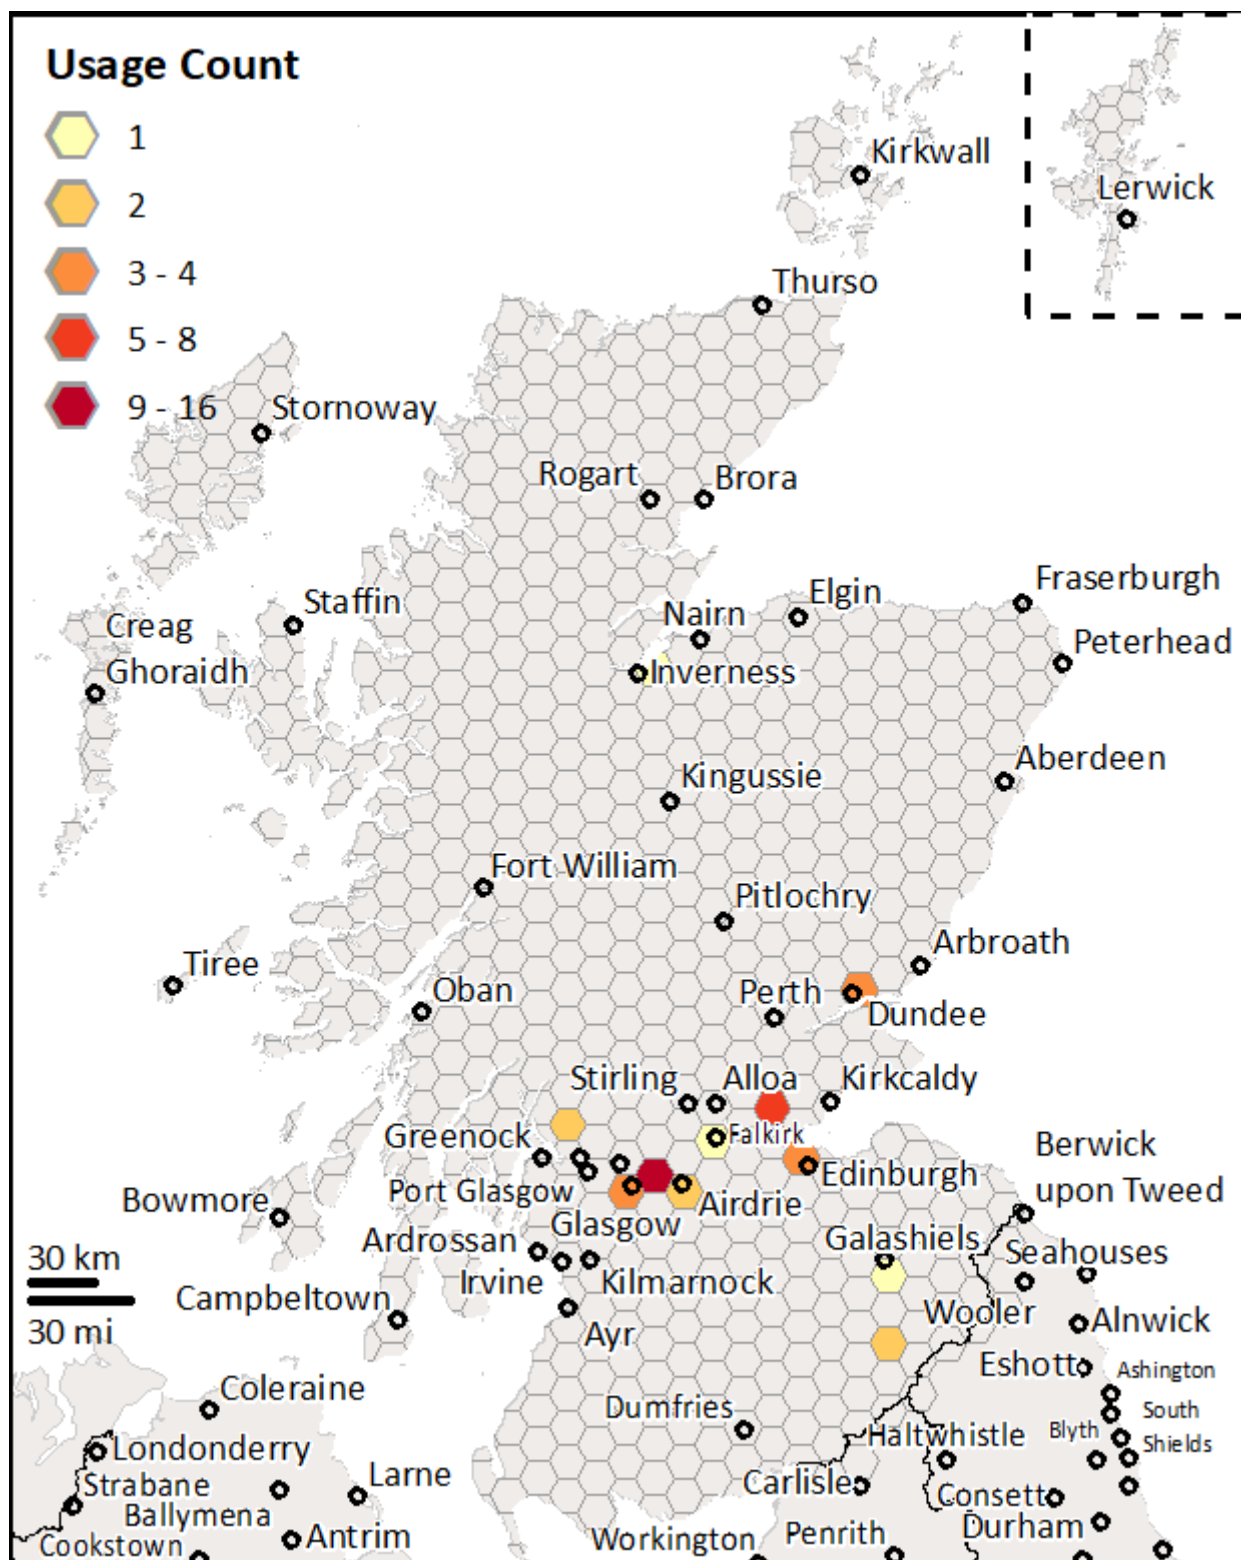 Usage Count
1
2
3 - 4
5 - 8
9 - 16
Kirkwall
Lerwick
Thurso
Stornoway
Rogart
Brora
Fraserburgh
Elgin
Staffin
Nairn
Creag
Ghoraidh
Peterhead
Inverness
Aberdeen
Kingussie
Fort William
Pitlochry
Arbroath
Tiree
Oban
Perth
Dundee
Stirling
Alloa
Kirkcaldy
Greenock
Falkirk
Berwick
upon Tweed
Edinburgh
Port Glasgow
Airdrie
Bowmore
Glasgow
Ardrossan
Galashiels
Seahouses
30 km
Irvine
Kilmarnock
Campbeltown
Wooler
30 mi
Ayr
Alnwick
Eshott
Ashington
Coleraine
Dumfries
South
Shields
Blyth
Haltwhistle
Londonderry
Larne
Strabane
Carlisle
Consett
Ballymena
Durham
Antrim
Workington
Penrith
Cookstown